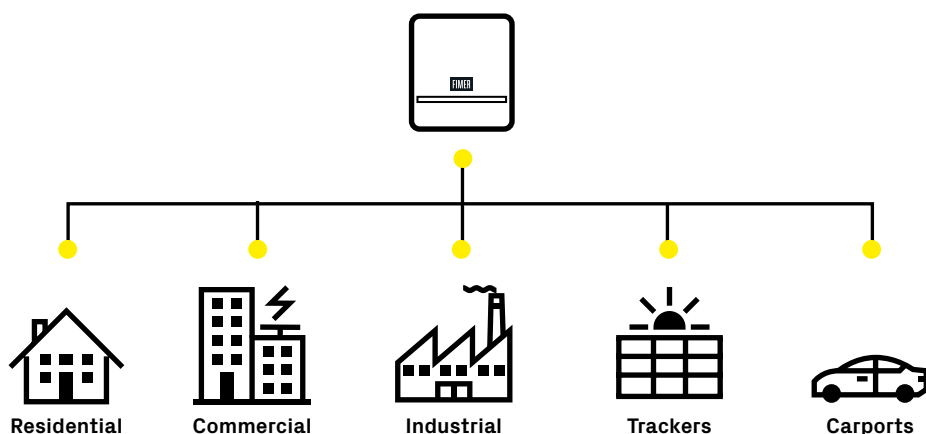 FIMER
Residential
Commercial
Industrial
Trackers
Carports